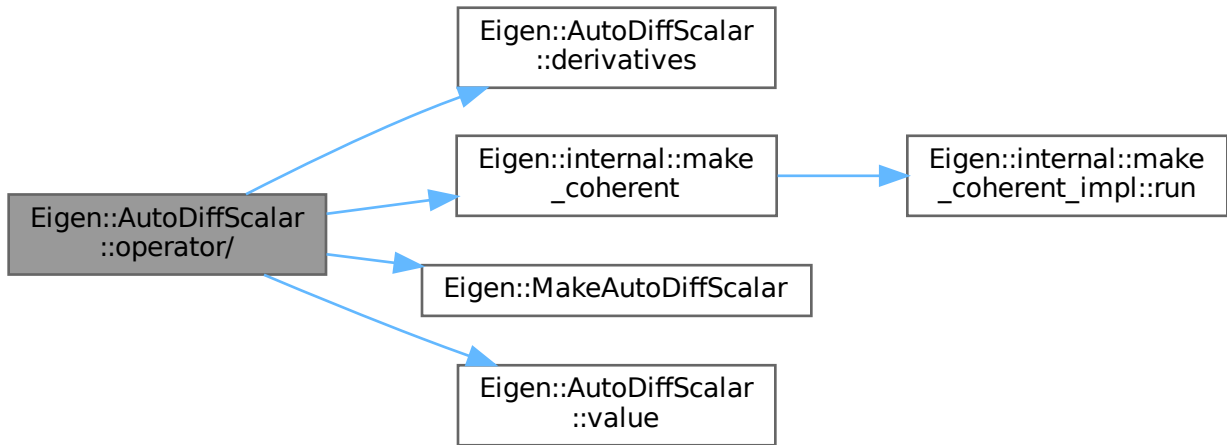 Eigen::AutoDiffScalar
::operator/
Eigen::AutoDiffScalar
::derivatives
Eigen::internal::make
_coherent
Eigen::internal::make
_coherent_impl::run
Eigen::MakeAutoDiffScalar
Eigen::AutoDiffScalar
::value